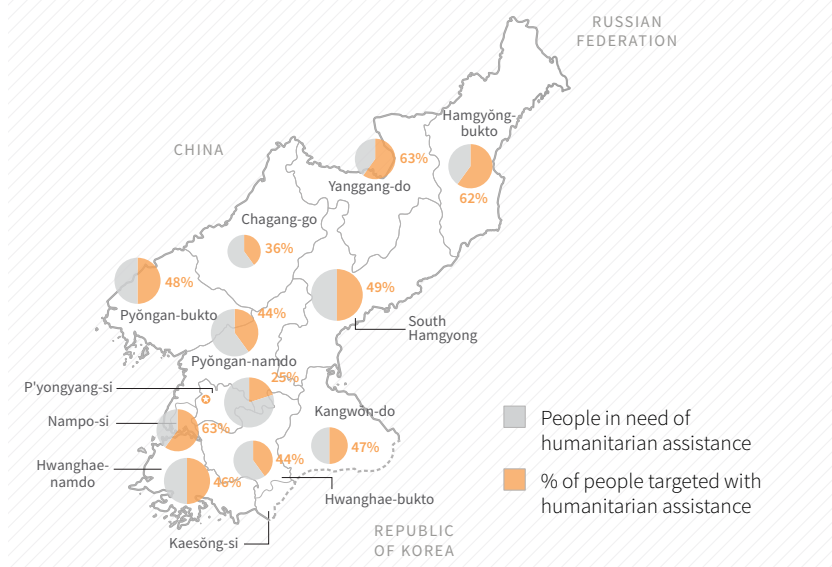 RUSSIAN
FEDERATION
Hamgyŏng-
bukto
CHINA
63%
Yanggang-do
62%
Chagang-go
36%
48%
49%
Pyŏngan-bukto
44%
South
Hamgyong
Pyŏngan-namdo
25%
P'yongyang-si
Kangwon-do
Nampo-si
63%
People in need of
humanitarian assistance
47%
44%
Hwanghae-
namdo
46%
% of people targeted with
humanitarian assistance
Hwanghae-bukto
REPUBLIC
OF KOREA
Kaesŏng-si